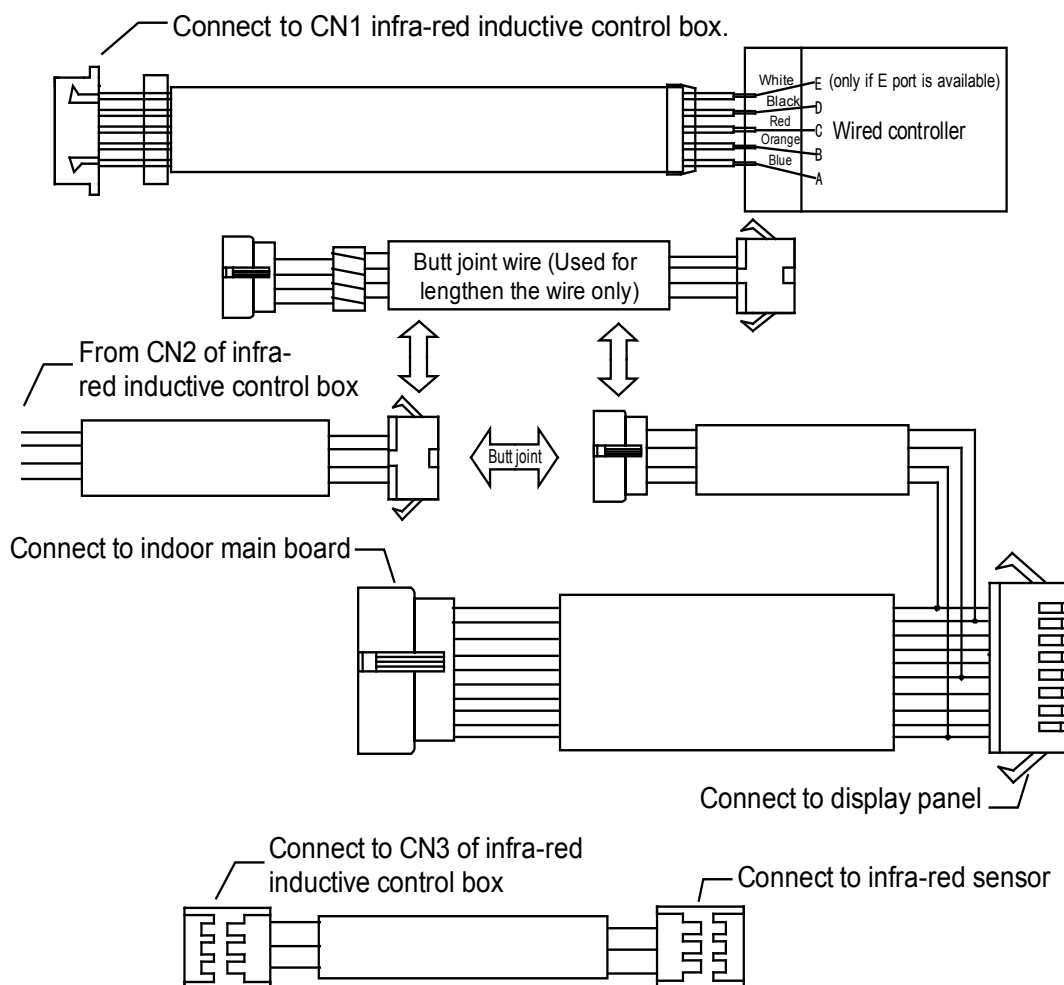 Connect to CN1 infra-red inductive control box.
White
E (only if E port is available)
Black
D
Red
C
Wired controller
Orange
B
Blue
A
Butt joint wire (Used for
lengthen the wire only)
From CN2 of infra-
red inductive control box
Butt joint
Connect to indoor main board
Connect to display panel
Connect to CN3 of infra-red
inductive control box
Connect to infra-red sensor